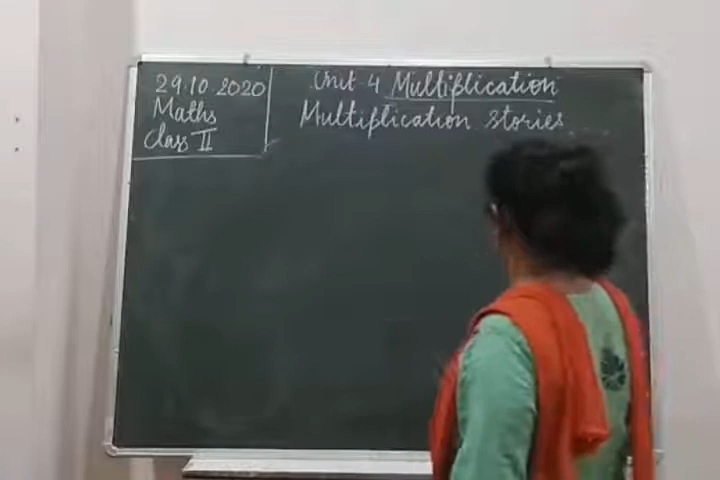 29.10.2020
Maths
Class II
Unit-4 Multiplication
Multiplication stories